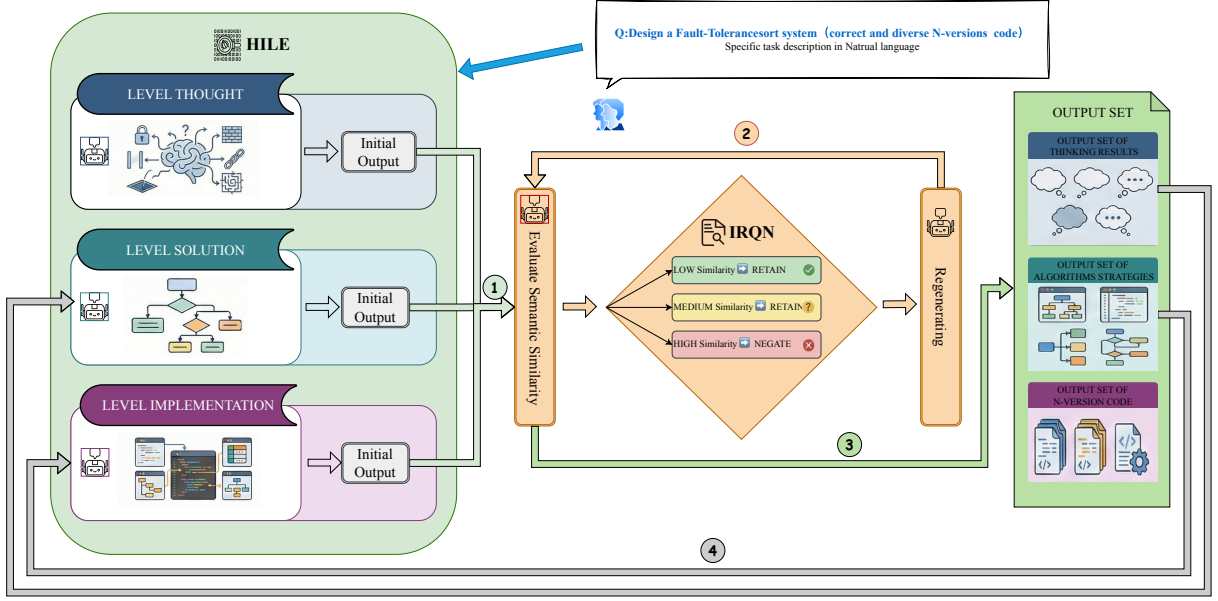 HILE
Q:Design a Fault-Tolerancesort system（correct and diverse N-versions code）
Specific task description in Natrual language
LEVEL THOUGHT
Initial
Output
LEVEL SOLUTION
Initial
Output
LEVEL IMPLEMENTATION
Initial
Output
1
2
Evaluate Semantic Similarity
IRQN
LOW Similarity ➡ RETAIN
MEDIUM Similarity ➡ RETAIN ?
HIGH Similarity ➡ NEGATE
Regenerating
3
4
OUTPUT SET
OUTPUT SET OF
THINKING RESULTS
OUTPUT SET OF
ALGORITHMS STRATEGIES
OUTPUT SET OF
N-VERSION CODE